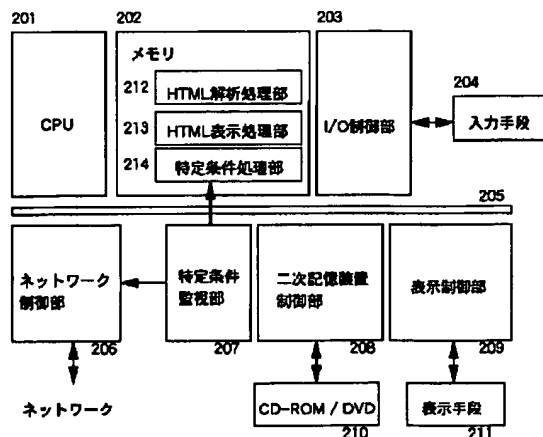 201
202
203
メモリ
CPU
212
HTML解析処理部
213
HTML表示処理部
214
特定条件処理部
I/O制御部
204
入力手段
205
ネットワーク
制御部
206
特定条件
監視部
207
二次記憶装置
制御部
208
表示制御部
209
ネットワーク
CD-ROM / DVD
210
表示手段
211